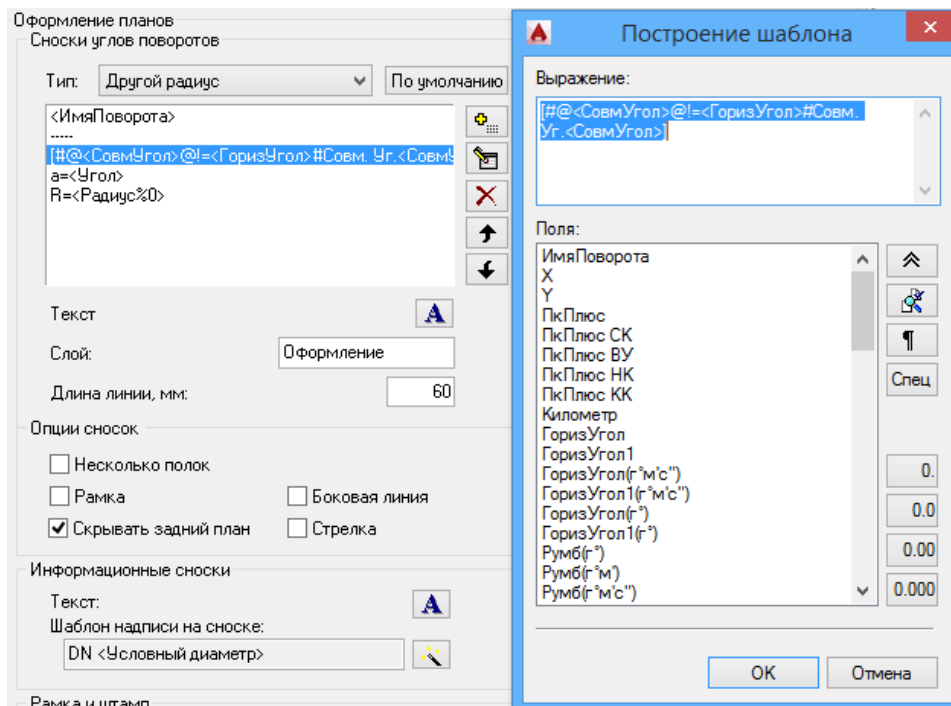 Оформление планов
Сноски углов поворотов
Тип:
Другой радиус
По умолчанию
<ИмяПоворота>
-----
[#@<СовмУгол>@!=<ГоризУгол>#Совм. Уг.<СовмУ
a=<Угол>
R=<Радиус%0>
Текст
A
Слой:
Оформление
Длина линии, мм:
60
Опции сносок
Несколько полок
Рамка
Боковая линия
Скрывать задний план
Стрелка
Информационные сноски
Текст:
A
Шаблон надписи на сноске:
DN <Условный диаметр>
Рамка и штамп
Построение шаблона
Выражение:
[#@<СовмУгол>@!=<ГоризУгол>#Совм.
Уг.<СовмУгол>]
Поля:
ИмяПоворота
X
Y
ПкПлюс
ПкПлюс СК
ПкПлюс ВУ
ПкПлюс НК
ПкПлюс КК
Километр
ГоризУгол
ГоризУгол1
ГоризУгол(г°м'с'')
ГоризУгол1(г°м'с'')
ГоризУгол(г°)
ГоризУгол1(г°)
Румб(г°)
Румб(г°м')
Румб(г°м'с'')
¶
Спец
0.
0.0
0.00
0.000
OK
Отмена